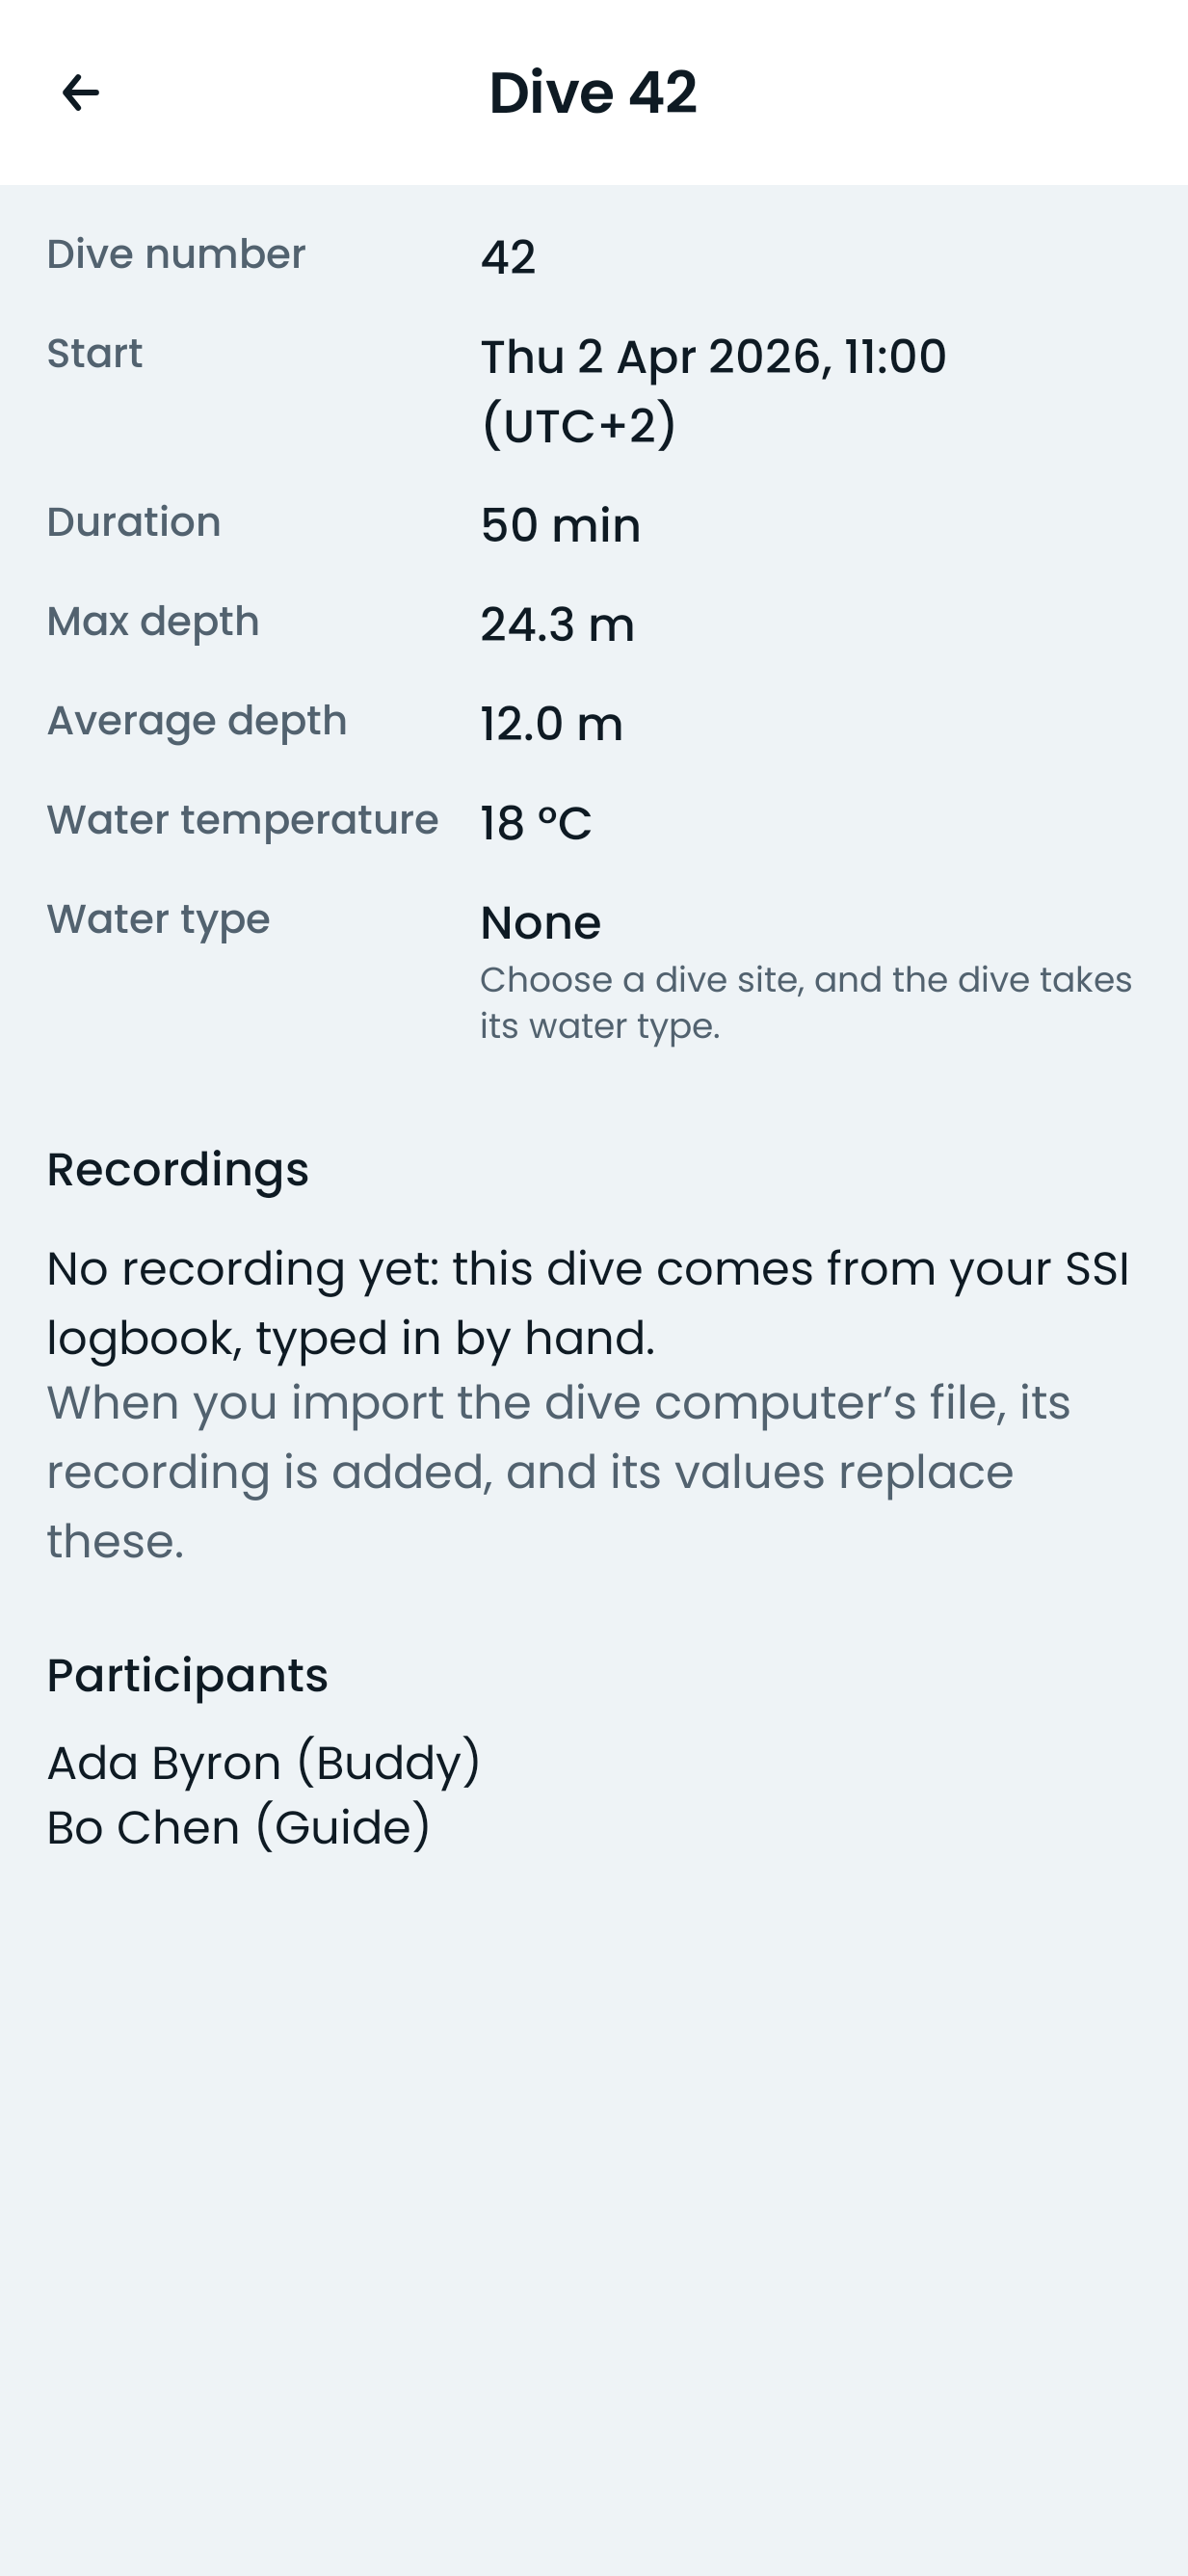 Dive 42
Dive number 42
Start Thu 2 Apr 2026, 11:00
(UTC+2)
Duration 50 min
Max depth 24.3 m
Average depth 12.0 m
Water temperature 18 °C
Water type None
Choose a dive site, and the dive takes
its water type.
Recordings
No recording yet: this dive comes from your SSI
logbook, typed in by hand.
When you import the dive computer’s file, its
recording is added, and its values replace
these.
Participants
Ada Byron (Buddy)
Bo Chen (Guide)